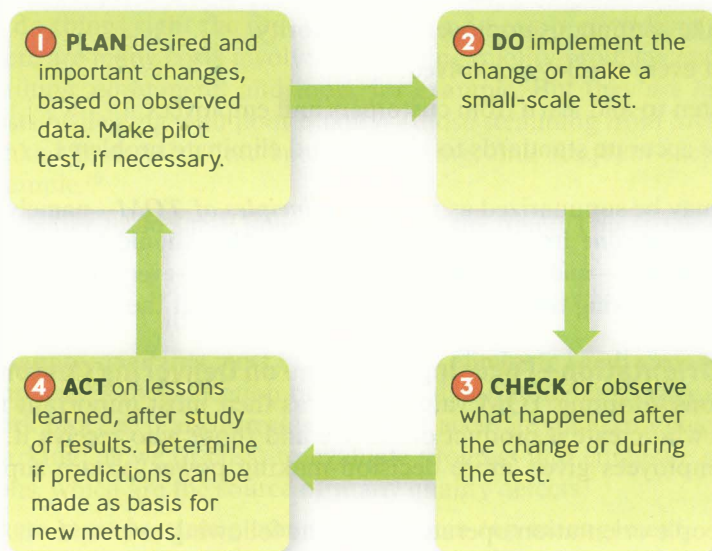 1 PLAN desired and
important changes,
based on observed
data. Make pilot
test, if necessary.
2 DO implement the
change or make a
small-scale test.
3 CHECK or observe
what happened after
the change or during
the test.
4 ACT on lessons
learned, after study
of results. Determine
if predictions can be
made as basis for
new methods.